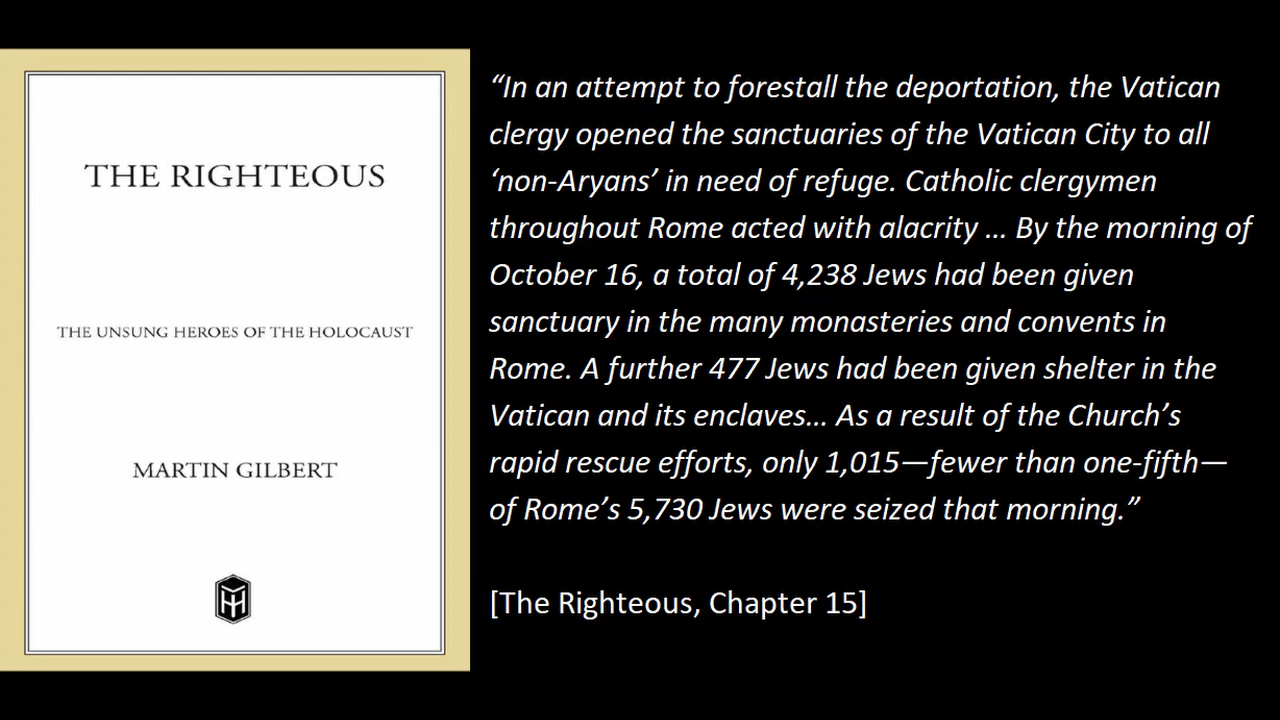 THE RIGHTEOUS
THE UNSUNG HEROES OF THE HOLOCAUST
MARTIN GILBERT
“In an attempt to forestall the deportation, the Vatican
clergy opened the sanctuaries of the Vatican City to all
‘non-Aryans’ in need of refuge. Catholic clergymen
throughout Rome acted with alacrity ... By the morning of
October 16, a total of 4,238 Jews had been given
sanctuary in the many monasteries and convents in
Rome. A further 477 Jews had been given shelter in the
Vatican and its enclaves... As a result of the Church’s
rapid rescue efforts, only 1,015—fewer than one-fifth—
of Rome’s 5,730 Jews were seized that morning.”
[The Righteous, Chapter 15]